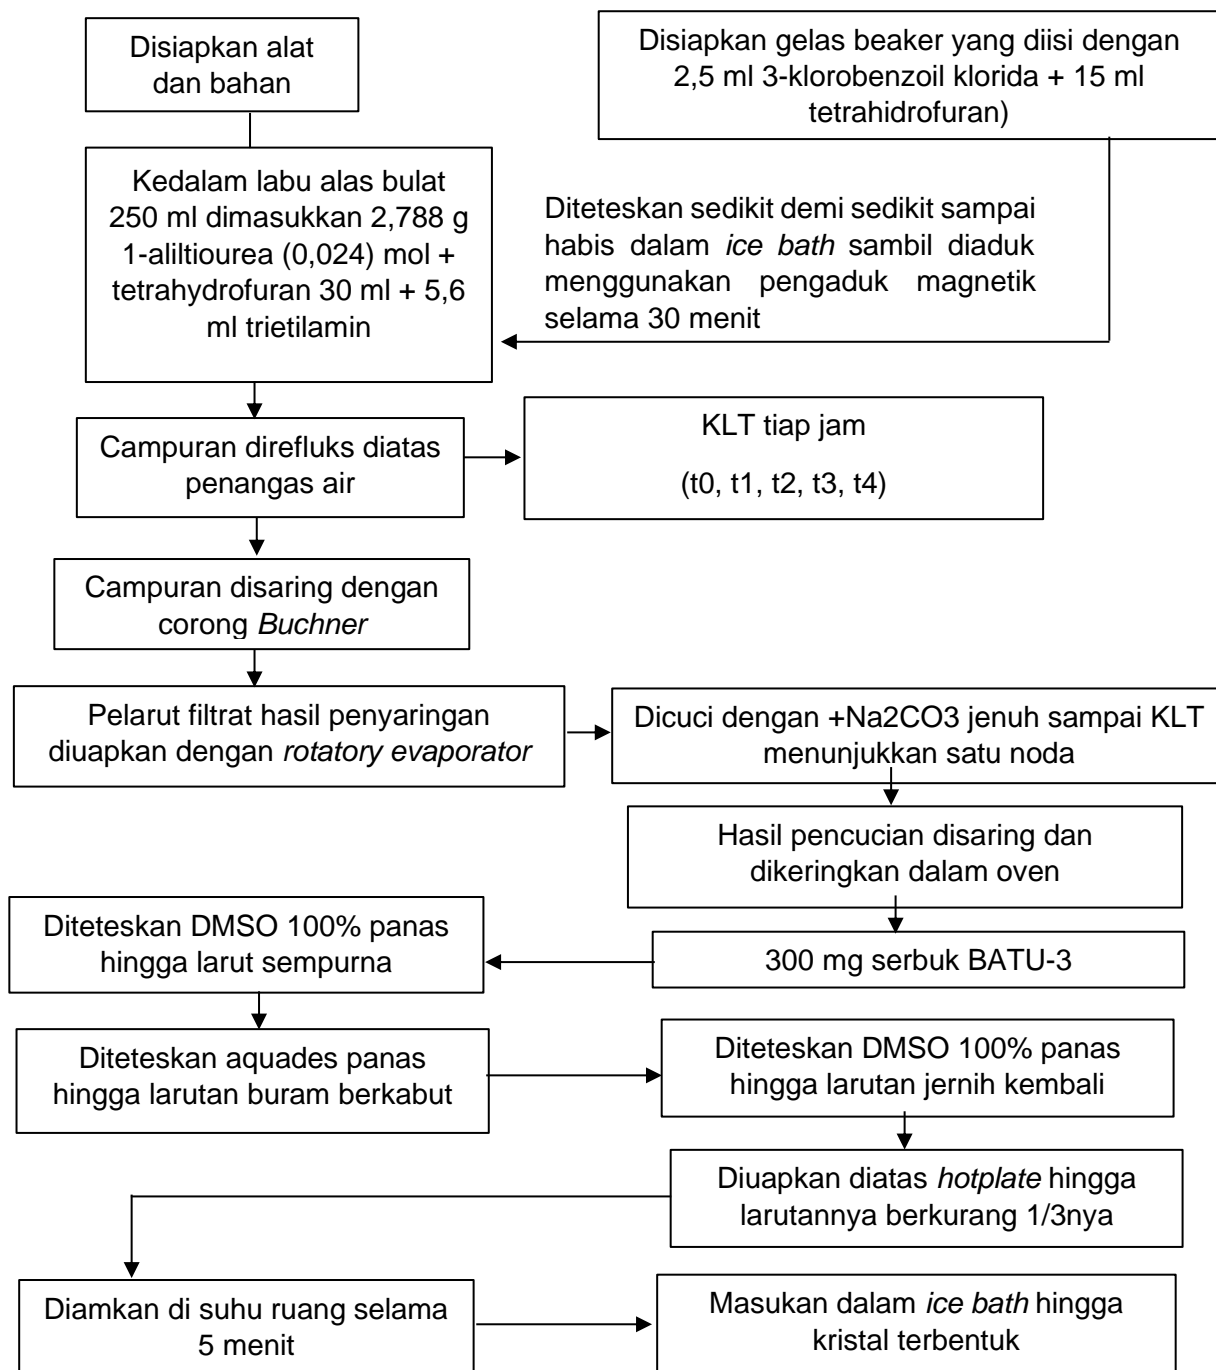 Disiapkan alat
dan bahan
Disiapkan gelas beaker yang diisi dengan
2,5 ml 3-klorobenzoil klorida + 15 ml
tetrahidrofuran)
Kedalam labu alas bulat
250 ml dimasukkan 2,788 g
1-aliltiourea (0,024) mol +
tetrahydrofuran 30 ml + 5,6
ml trietilamin
Diteteskan sedikit demi sedikit sampai
habis dalam ice bath sambil diaduk
menggunakan pengaduk magnetik
selama 30 menit
Campuran direfluks diatas
penangas air
KLT tiap jam
(t0, t1, t2, t3, t4)
Campuran disaring dengan
corong Buchner
Pelarut filtrat hasil penyaringan
diuapkan dengan rotatory evaporator
Dicuci dengan +Na2CO3 jenuh sampai KLT
menunjukkan satu noda
Hasil pencucian disaring dan
dikeringkan dalam oven
300 mg serbuk BATU-3
Diteteskan DMSO 100% panas
hingga larut sempurna
Diteteskan aquades panas
hingga larutan buram berkabut
Diteteskan DMSO 100% panas
hingga larutan jernih kembali
Diuapkan diatas hotplate hingga
larutannya berkurang 1/3nya
Diamkan di suhu ruang selama
5 menit
Masukan dalam ice bath hingga
kristal terbentuk